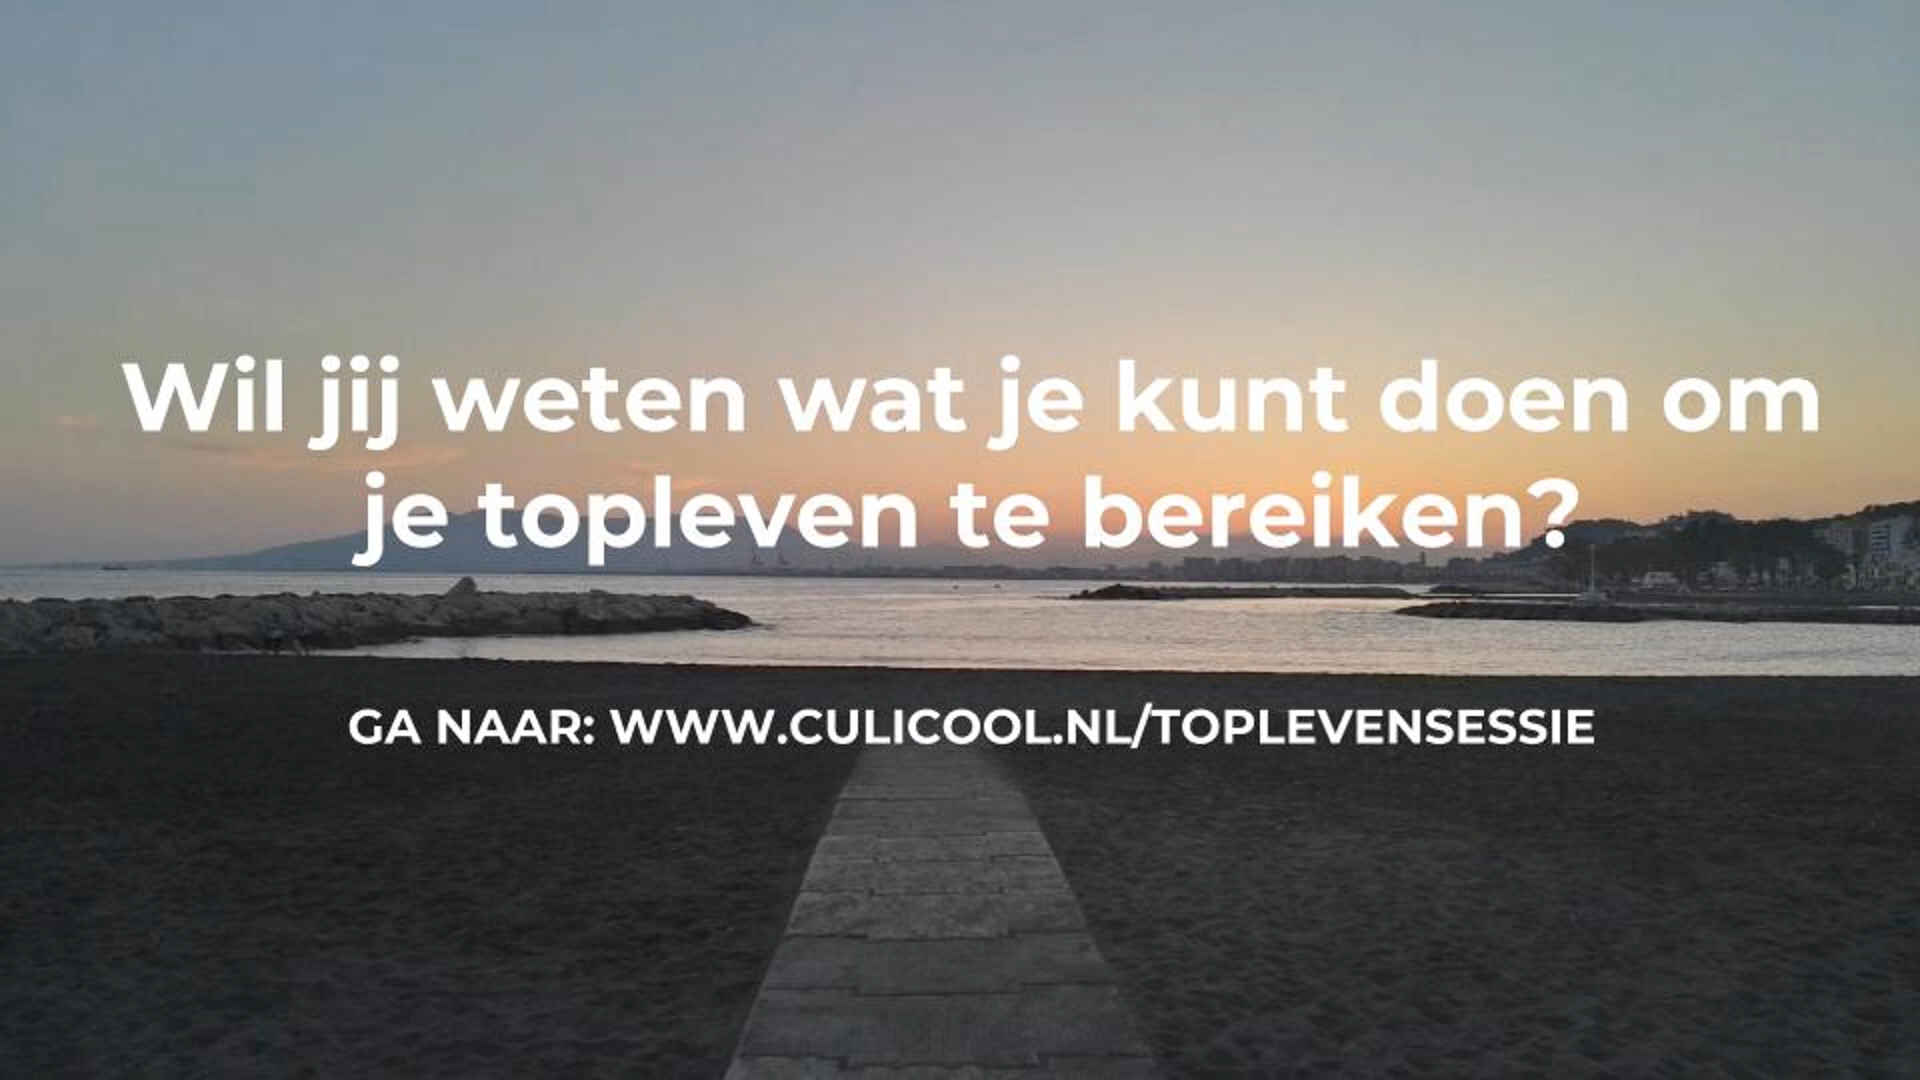 Wil jij weten wat je kunt doen om
je topleven te bereiken?
GA NAAR: WWW.CULICOOL.NL/TOPLEVENSESSIE